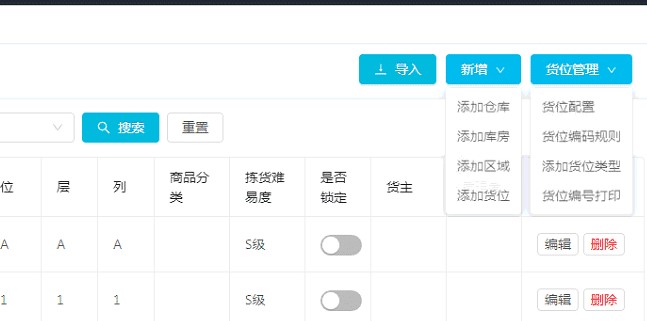 导入 新增 货位管理
添加仓库 货位配置
搜索 重置
添加库房 货位编码规则
添加区域 添加货位类型
添加货位 货位编号打印
位 层 列 商品分类 拣货难易度 是否锁定 货主
A A A S级 编辑 删除
1 1 1 S级 编辑 删除